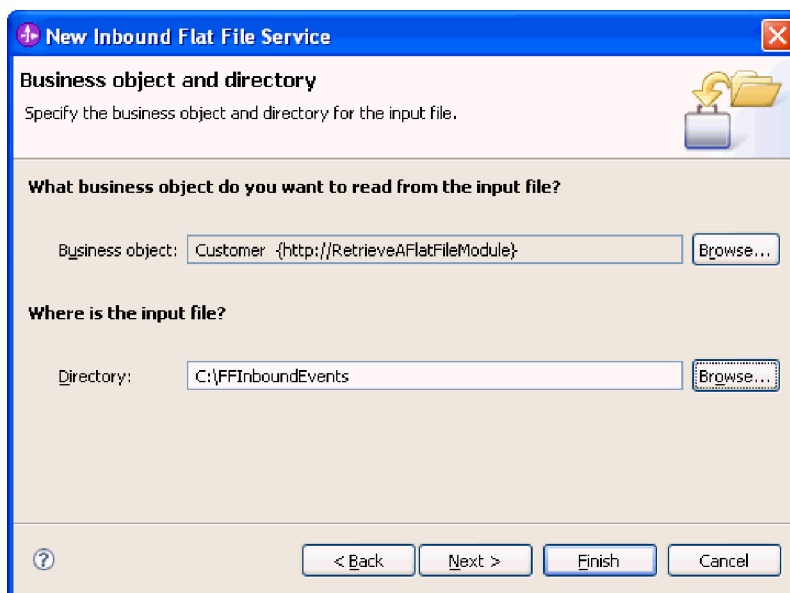 New Inbound Flat File Service
Business object and directory
Specify the business object and directory for the input file.
What business object do you want to read from the input file?
Business object: Customer {http://RetrieveAFlatFileModule} Browse...
Where is the input file?
Directory: C:\FFInboundEvents Browse...
? < Back Next > Finish Cancel